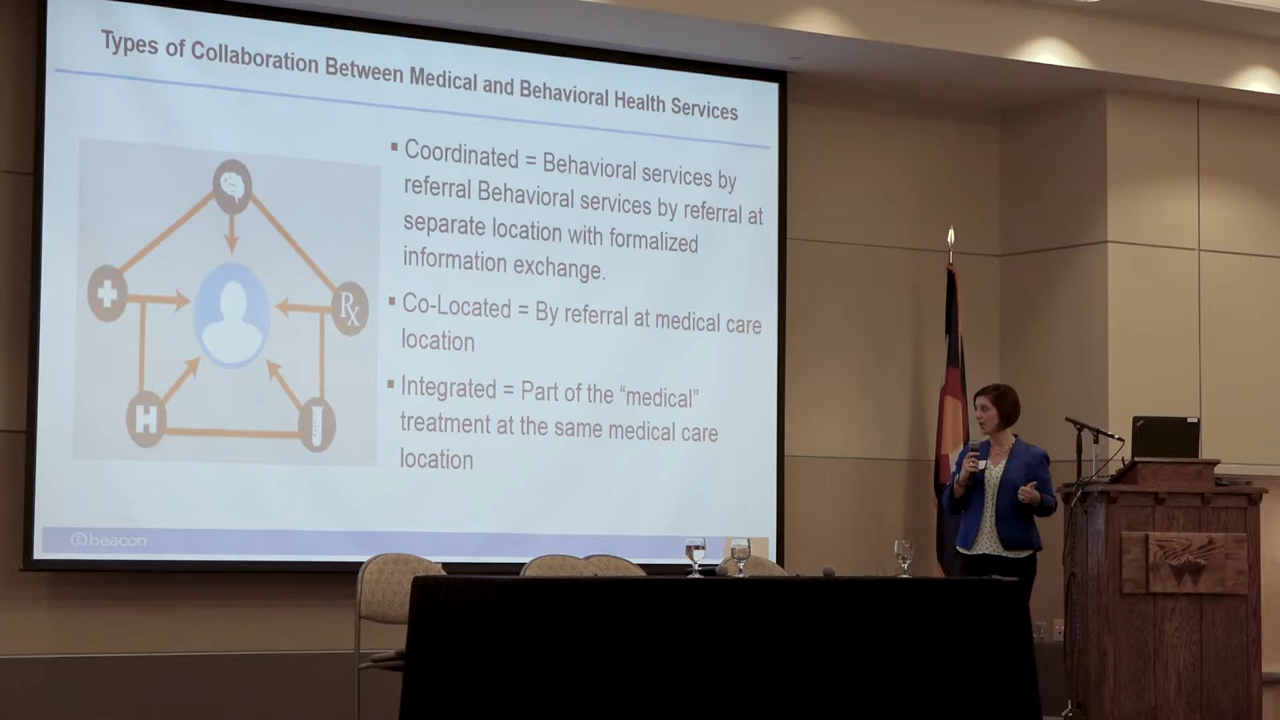 Types of Collaboration Between Medical and Behavioral Health Services
▪ Coordinated = Behavioral services by
referral Behavioral services by referral at
separate location with formalized
information exchange.
▪ Co-Located = By referral at medical care
location
▪ Integrated = Part of the “medical”
treatment at the same medical care
location
Rx
H
beacon